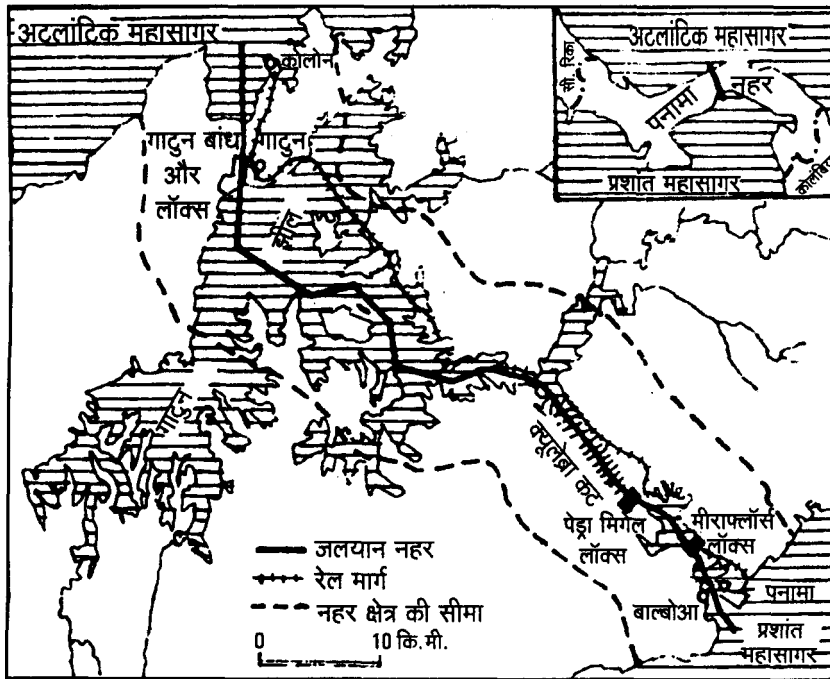 अटलांटिक महासागर
कोलोन
गाटुन बांध
और
लॉक्स
गाटुन
झील
गाटुन
अटलांटिक महासागर
सी. रिका
पनामा
नहर
प्रशांत महासागर
कोलंबिया
क्यूलेब्रा कट
पेड्रा मिगेल
लॉक्स
मीराफ्लॉर्स
लॉक्स
बाल्बोआ
पनामा
प्रशांत
महासागर
जलयान नहर
रेल मार्ग
नहर क्षेत्र की सीमा
0 10 कि.मी.